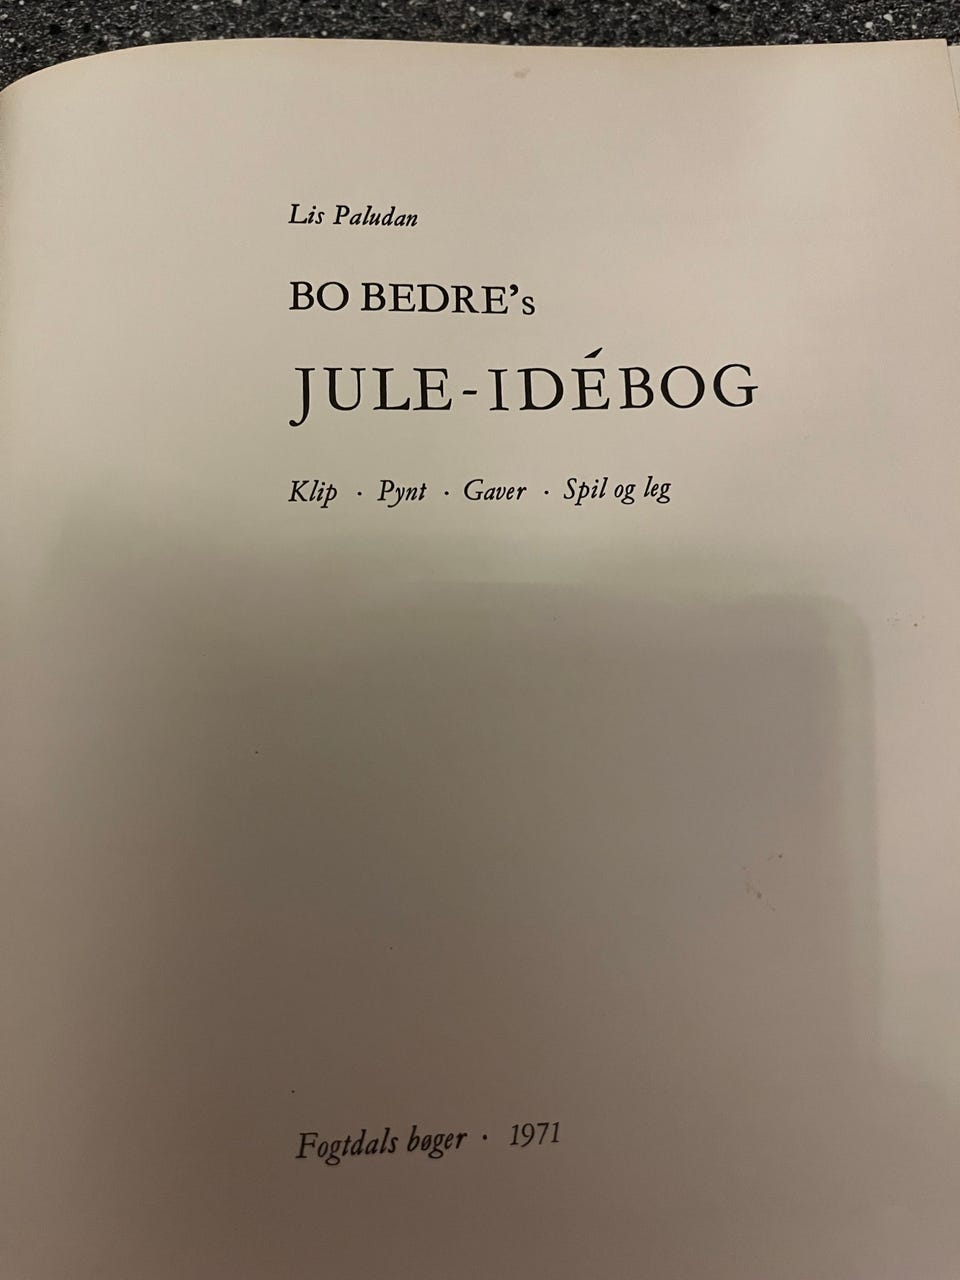 Lis Paludan
BO BEDRE’s
JULE-IDÉBOG
Klip · Pynt · Gaver · Spil og leg
Fogtdals bøger · 1971